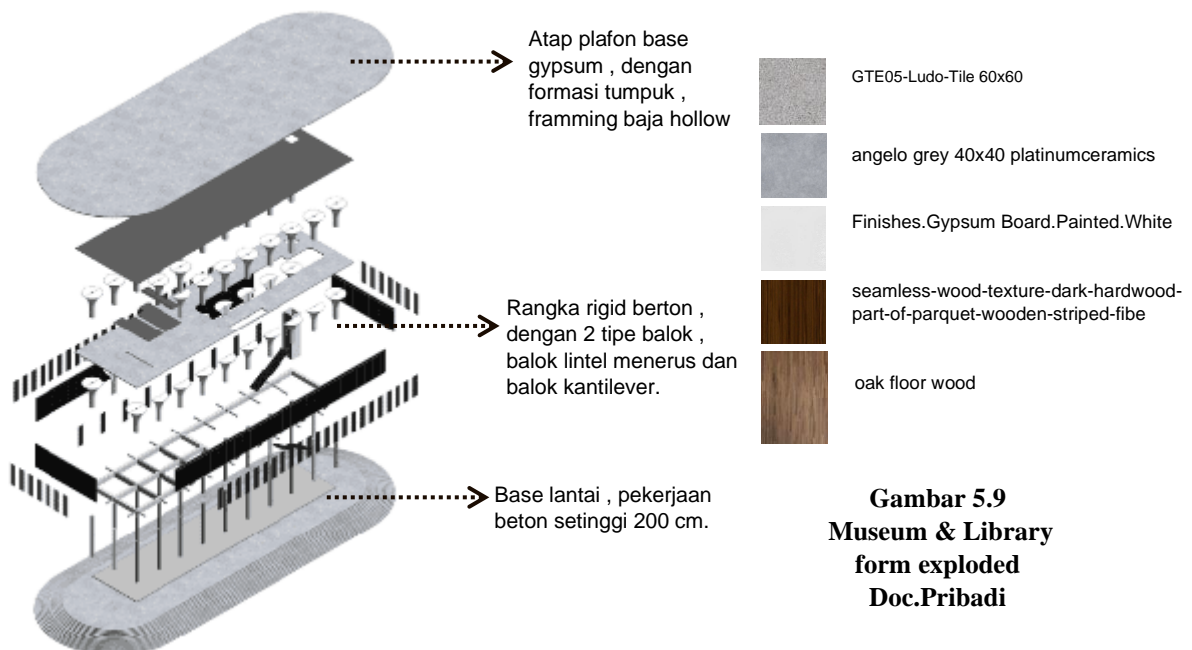 Atap plafon base
gypsum , dengan
formasi tumpuk ,
framming baja hollow
Rangka rigid berton ,
dengan 2 tipe balok ,
balok lintel menerus dan
balok kantilever.
Base lantai , pekerjaan
beton setinggi 200 cm.
GTE05-Ludo-Tile 60x60
angelo grey 40x40 platinumceramics
Finishes.Gypsum Board.Painted.White
seamless-wood-texture-dark-hardwood-
part-of-parquet-wooden-striped-fibe
oak floor wood
Gambar 5.9
Museum & Library
form exploded
Doc.Pribadi